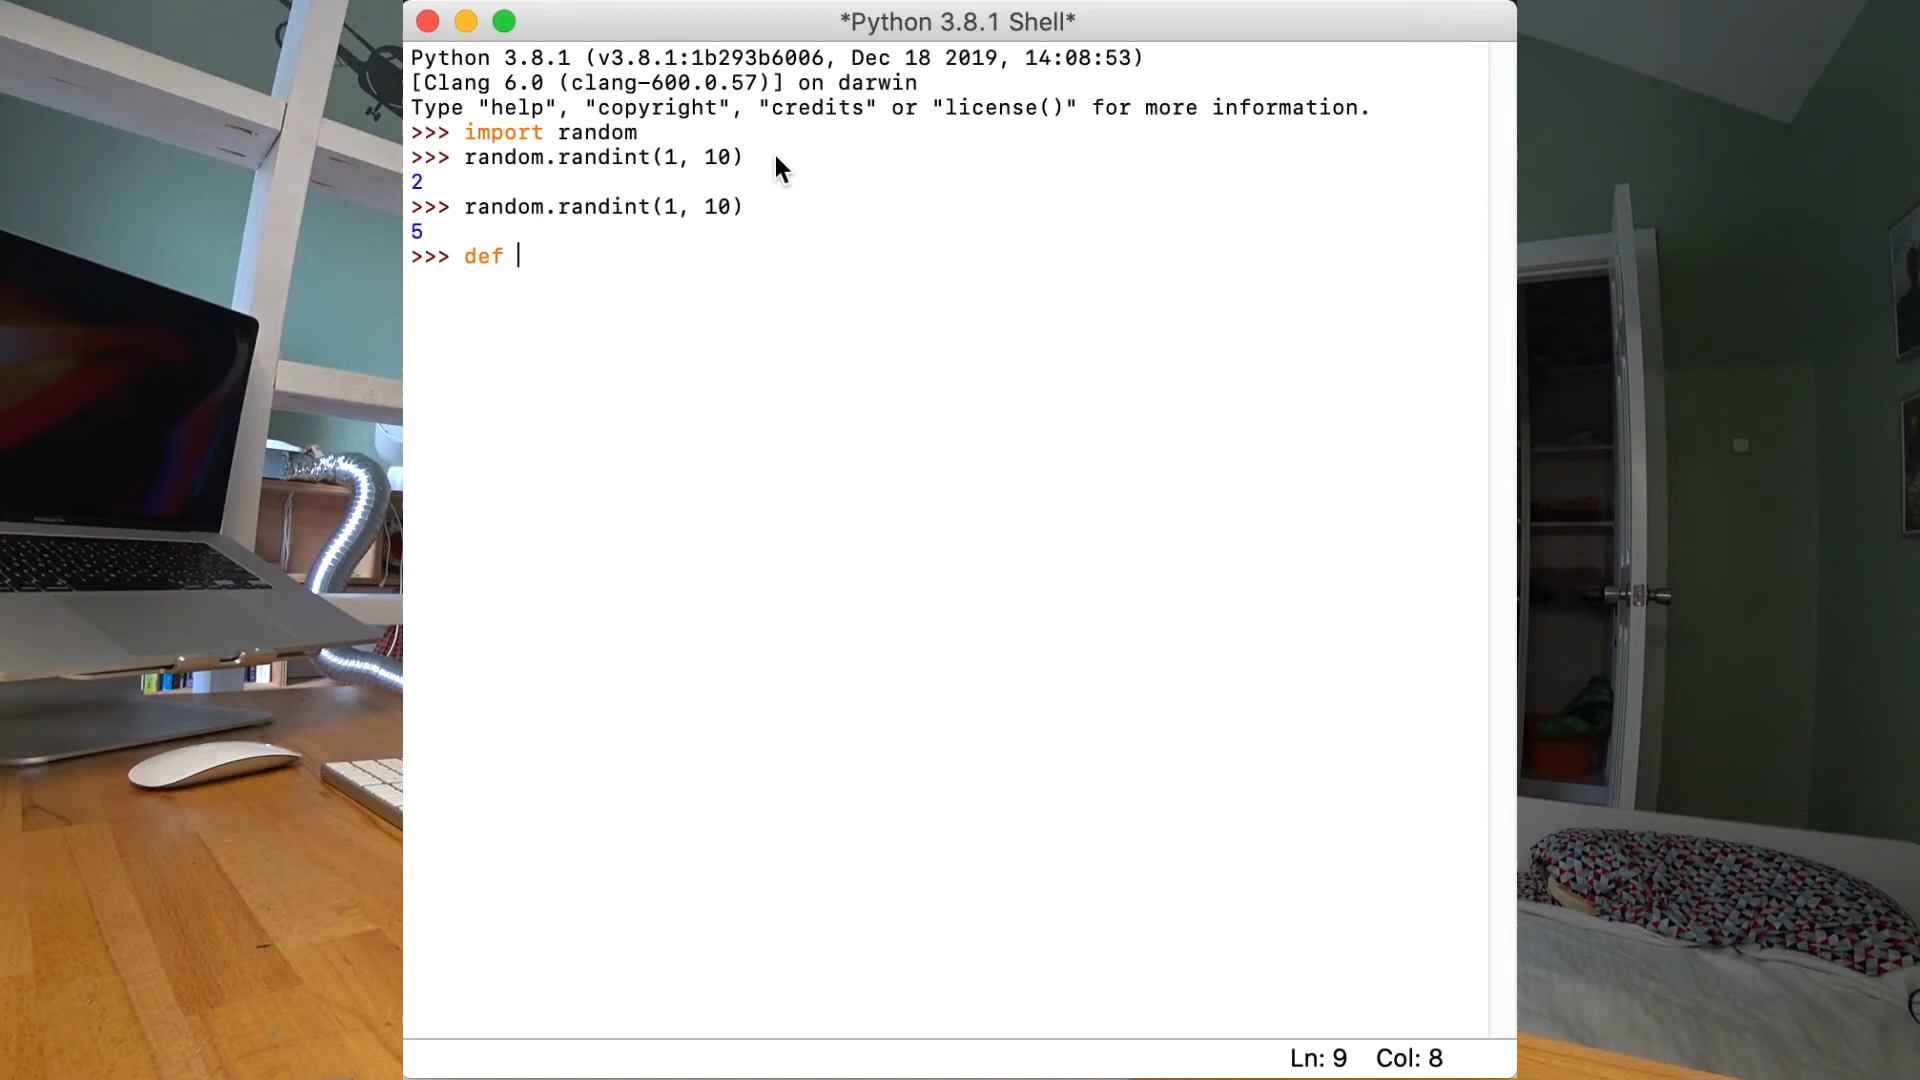 *Python 3.8.1 Shell*
Python 3.8.1 (v3.8.1:1b293b6006, Dec 18 2019, 14:08:53)
[Clang 6.0 (clang-600.0.57)] on darwin
Type "help", "copyright", "credits" or "license()" for more information.
>>> import random
>>> random.randint(1, 10)
2
>>> random.randint(1, 10)
5
>>> def
Ln: 9 Col: 8